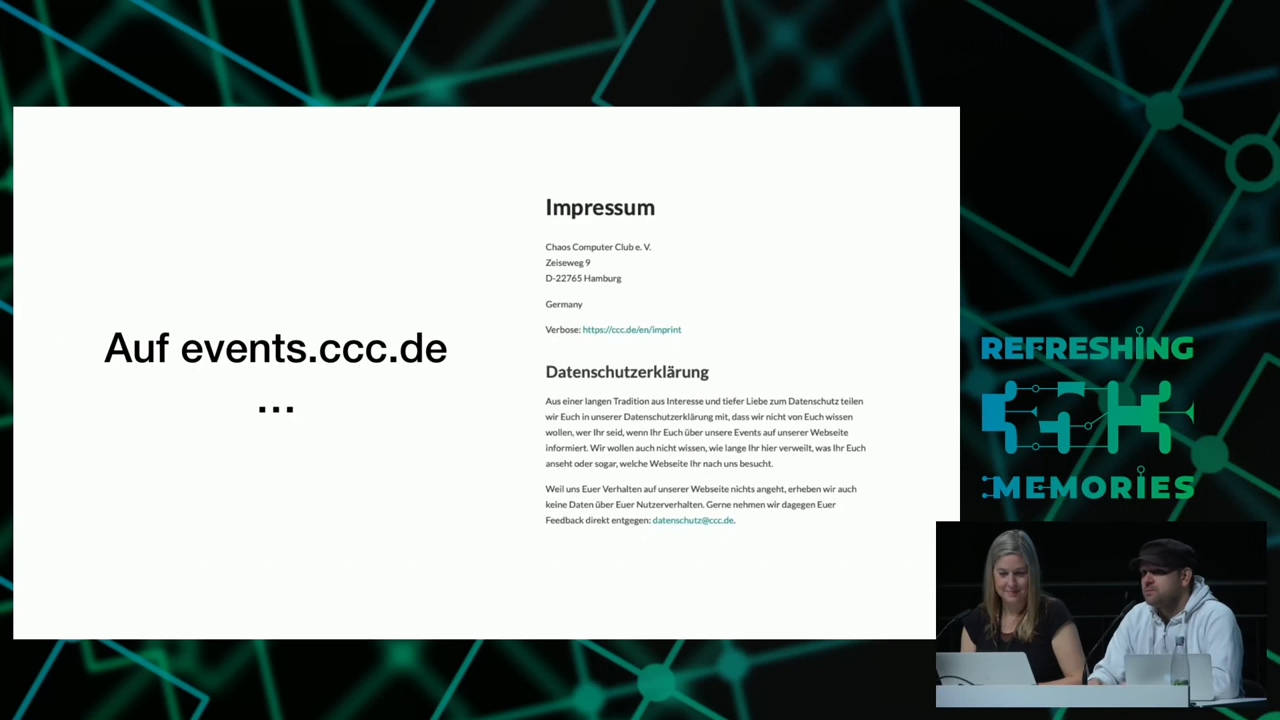 Auf events.ccc.de
...
Impressum
Chaos Computer Club e. V.
Zeiseweg 9
D-22765 Hamburg
Germany
Verbose: https://ccc.de/en/imprint
Datenschutzerklärung
Aus einer langen Tradition aus Interesse und tiefer Liebe zum Datenschutz teilen
wir Euch in unserer Datenschutzerklärung mit, dass wir nicht von Euch wissen
wollen, wer Ihr seid, wenn Ihr Euch über unsere Events auf unserer Webseite
informiert. Wir wollen auch nicht wissen, wie lange Ihr hier verweilt, was Ihr Euch
anseht oder sogar, welche Webseite Ihr nach uns besucht.
Weil uns Euer Verhalten auf unserer Webseite nichts angeht, erheben wir auch
keine Daten über Euer Nutzerverhalten. Gerne nehmen wir dagegen Euer
Feedback direkt entgegen: datenschutz@ccc.de.
REFRESHING
MEMORIES